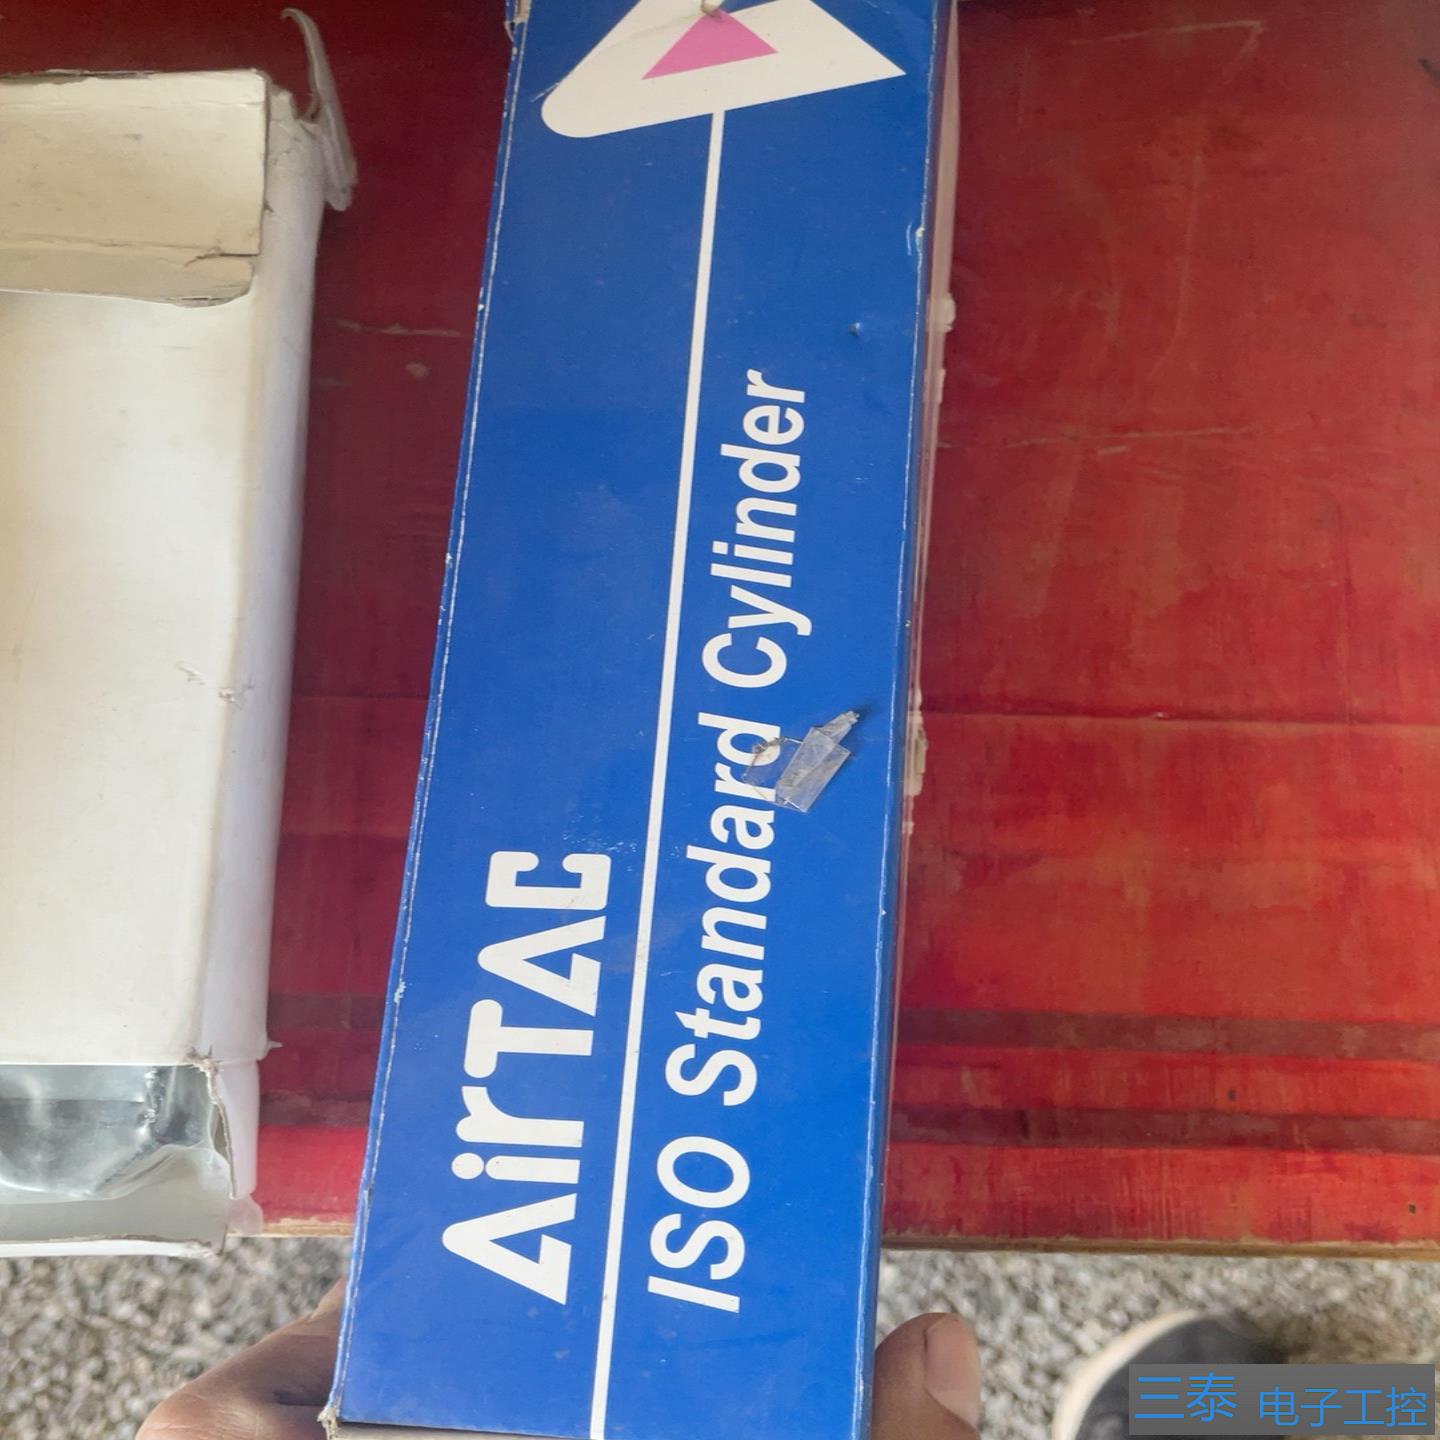 AirTAC
ISO Standard Cylinder
三泰 电子工控